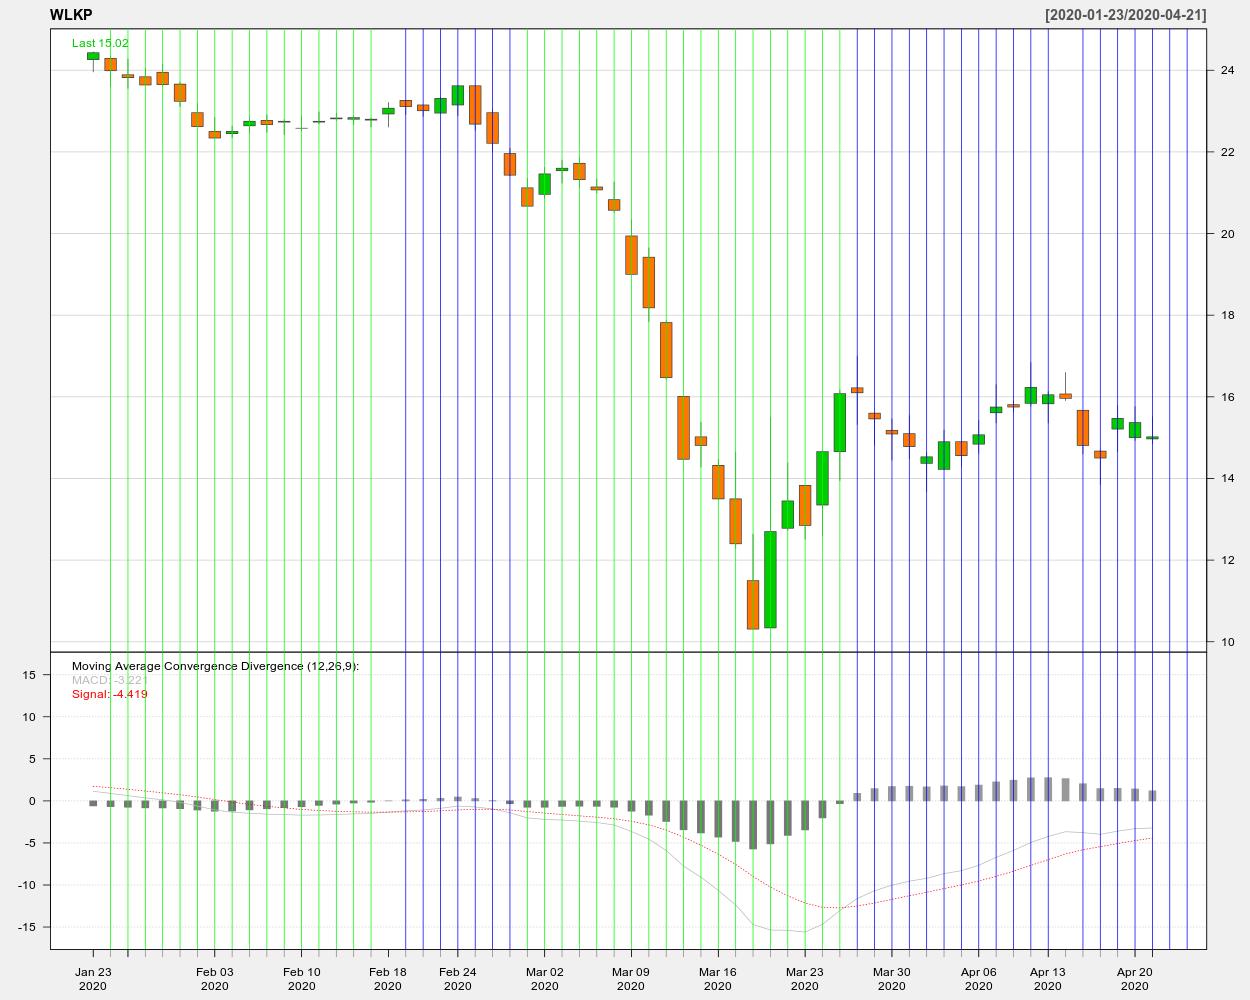 WLKP [2020-01-23/2020-04-21]
Last 15.02
24
22
20
18
16
14
12
10
Moving Average Convergence Divergence (12,26,9):
MACD: -3.221
Signal: -4.419
15
10
5
0
-5
-10
-15
Jan 23 Feb 03 Feb 10 Feb 18 Feb 24 Mar 02 Mar 09 Mar 16 Mar 23 Mar 30 Apr 06 Apr 13 Apr 20
2020 2020 2020 2020 2020 2020 2020 2020 2020 2020 2020 2020 2020